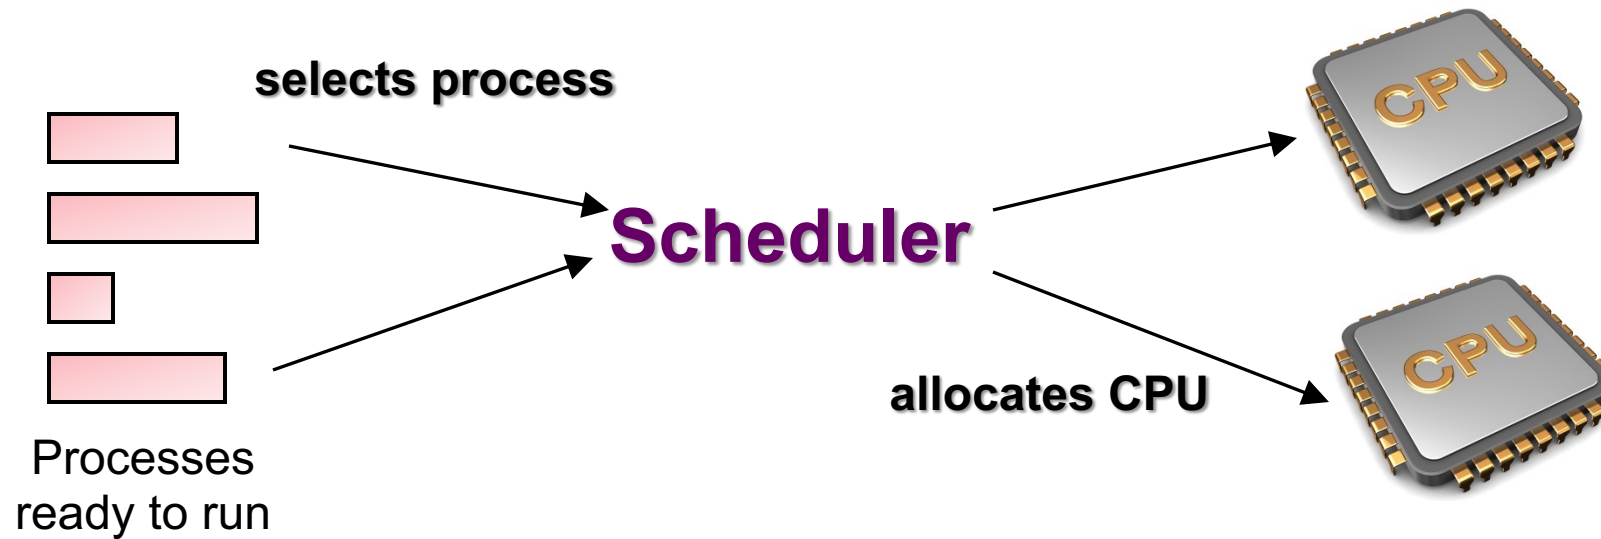 selects process
CPU
Scheduler
allocates CPU
CPU
Processes
ready to run